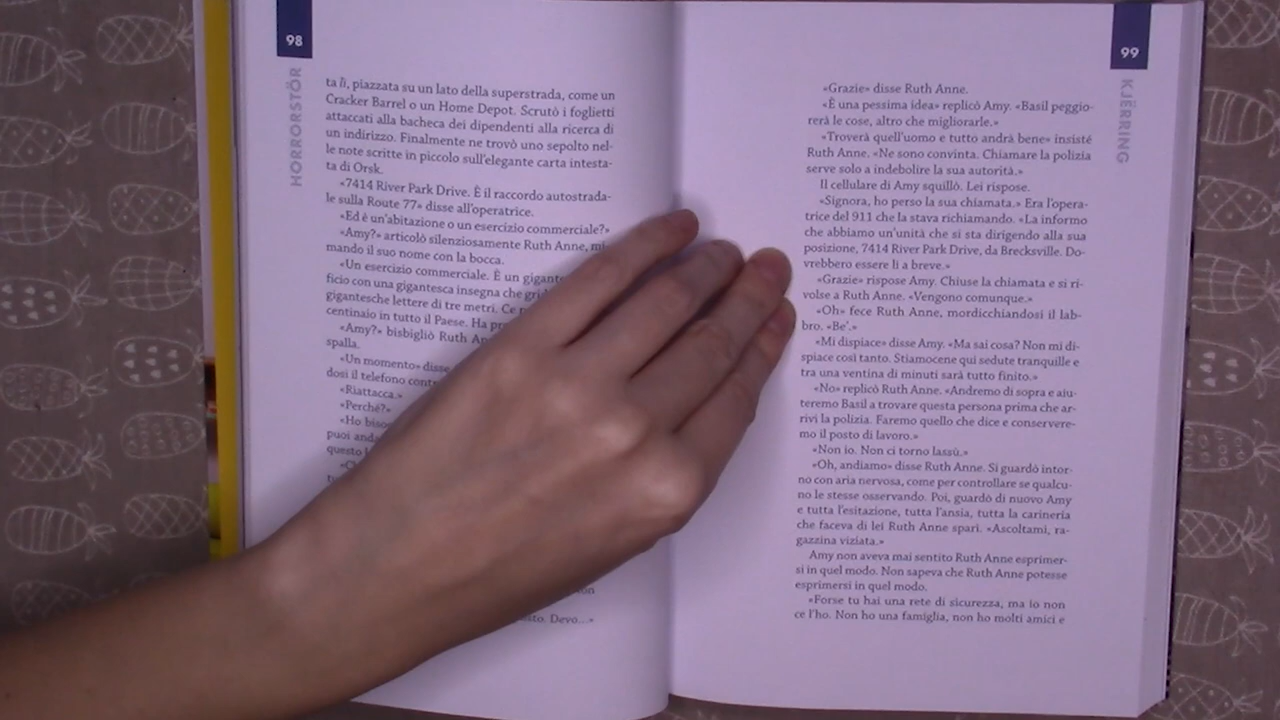 98
HORRORSTÖR
ta lì, piazzata su un lato della superstrada, come un
Cracker Barrel o un Home Depot. Scrutò i foglietti
attaccati alla bacheca dei dipendenti alla ricerca di
un indirizzo. Finalmente ne trovò uno sepolto nel-
le note scritte in piccolo sull'elegante carta intesta-
ta di Orsk.
«7414 River Park Drive. È il raccordo autostrada-
le sulla Route 77» disse all'operatrice.
«Ed è un'abitazione o un esercizio commerciale?»
«Amy?» articolò silenziosamente Ruth Anne, mi-
mando il suo nome con la bocca.
«Un esercizio commerciale. È un gigant
ficio con una gigantesca insegna che
gigantesche lettere di tre metri. Ce
centinaio in tutto il Paese. Ha
«Amy?» bisbigliò Ruth
spalla.
«Un momento» disse
dosi il telefono
«Riattacca.»
«Perché?»
«Ho
puoi
questo
Devo...»
99
KJËRRING
«Grazie» disse Ruth Anne.
«È una pessima idea» replicò Amy. «Basil peggio-
rerà le cose, altro che migliorarle.»
«Troverà quell'uomo e tutto andrà bene» insisté
Ruth Anne. «Ne sono convinta. Chiamare la polizia
serve solo a indebolire la sua autorità.»
Il cellulare di Amy squillò. Lei rispose.
«Signora, ho perso la sua chiamata.» Era l'opera-
trice del 911 che la stava richiamando. «La informo
che abbiamo un'unità che si sta dirigendo alla sua
posizione, 7414 River Park Drive, da Brecksville. Do-
vrebbero essere lì a breve.»
«Grazie» rispose Amy. Chiuse la chiamata e si ri-
volse a Ruth Anne. «Vengono comunque.»
«Oh» fece Ruth Anne, mordicchiandosi il lab-
bro. «Be'.»
«Mi dispiace» disse Amy. «Ma sai cosa? Non mi di-
spiace così tanto. Stiamocene qui sedute tranquille e
tra una ventina di minuti sarà tutto finito.»
«No» replicò Ruth Anne. «Andremo di sopra e aiu-
teremo Basil a trovare questa persona prima che ar-
rivi la polizia. Faremo quello che dice e conservere-
mo il posto di lavoro.»
«Non io. Non ci torno lassù.»
«Oh, andiamo» disse Ruth Anne. Si guardò intor-
no con aria nervosa, come per controllare se qualcu-
no le stesse osservando. Poi, guardò di nuovo Amy
e tutta l'esitazione, tutta l'ansia, tutta la carineria
che faceva di lei Ruth Anne sparì. «Ascoltami, ra-
gazzina viziata.»
Amy non aveva mai sentito Ruth Anne esprimer-
si in quel modo. Non sapeva che Ruth Anne potesse
esprimersi in quel modo.
«Forse tu hai una rete di sicurezza, ma io non
ce l'ho. Non ho una famiglia, non ho molti amici e